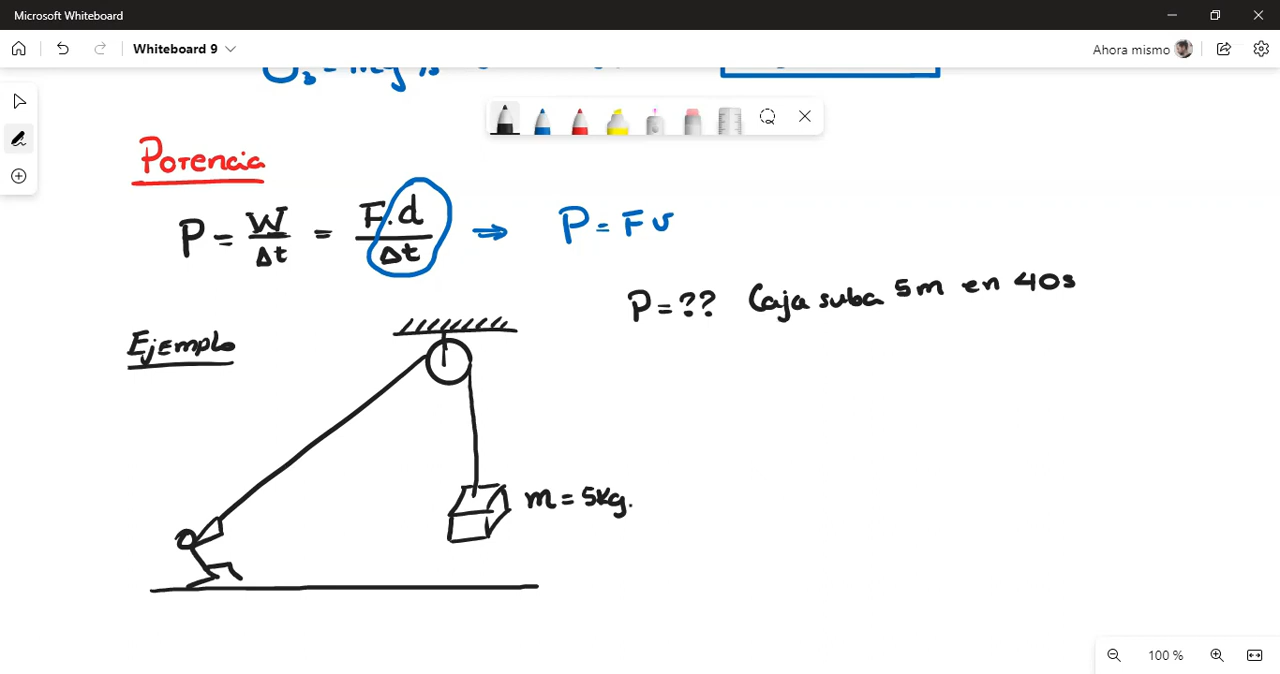 Microsoft Whiteboard
Whiteboard 9
Ahora mismo
Potencia
P = W/Δt = F.d/Δt ⇒ P = Fv
P = ?? Caja suba 5m en 40s
Ejemplo
m = 5kg.
100 %